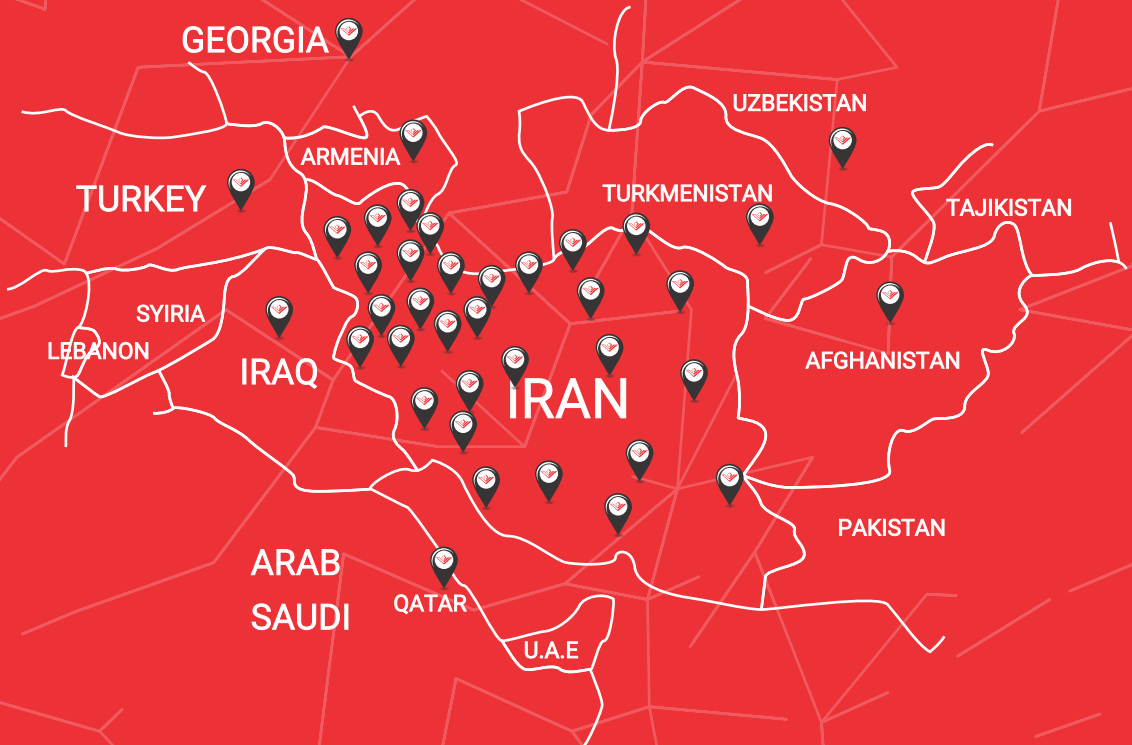 GEORGIA
UZBEKISTAN
ARMENIA
TURKEY
TURKMENISTAN
TAJIKISTAN
SYIRIA
LEBANON
IRAQ
AFGHANISTAN
IRAN
PAKISTAN
ARAB
SAUDI
QATAR
U.A.E